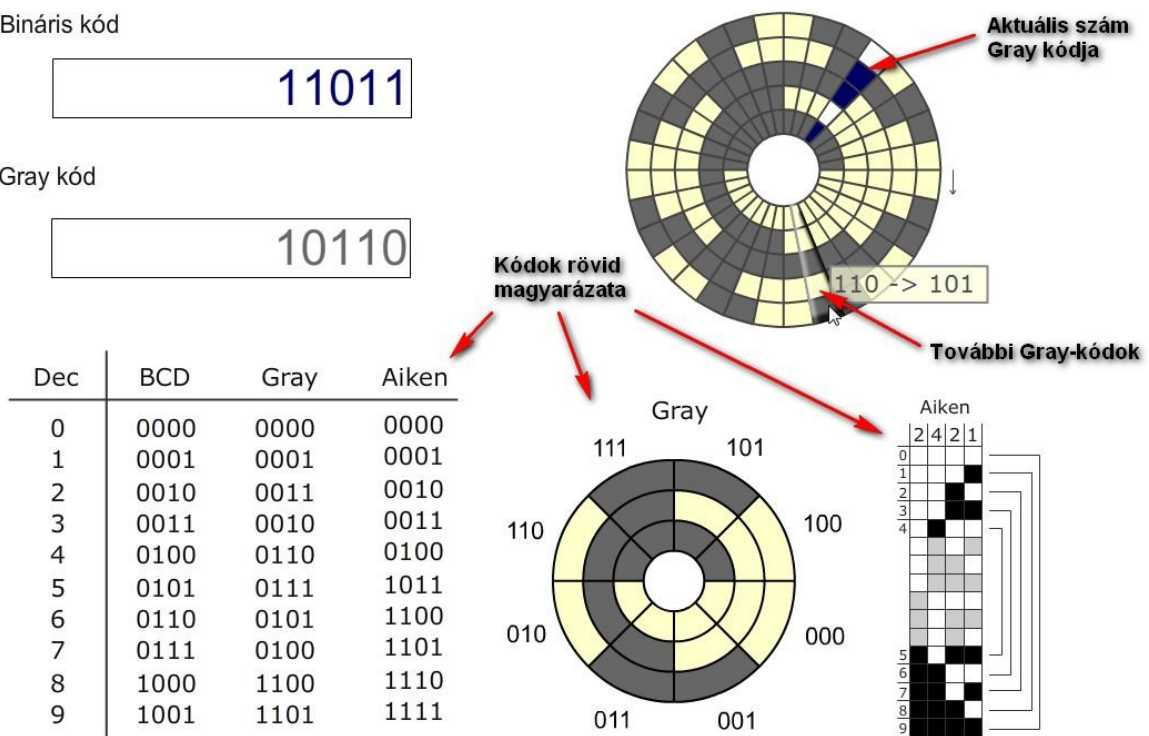 Bináris kód
11011
Aktuális szám
Gray kódja
Gray kód
10110
↓
110 -> 101
Kódok rövid
magyarázata
További Gray-kódok
Dec BCD Gray Aiken
0 0000 0000 0000
1 0001 0001 0001
2 0010 0011 0010
3 0011 0010 0011
4 0100 0110 0100
5 0101 0111 1011
6 0110 0101 1100
7 0111 0100 1101
8 1000 1100 1110
9 1001 1101 1111
Gray
111 101
110 100
010 000
011 001
Aiken
2 4 2 1
0
1
2
3
4
5
6
7
8
9